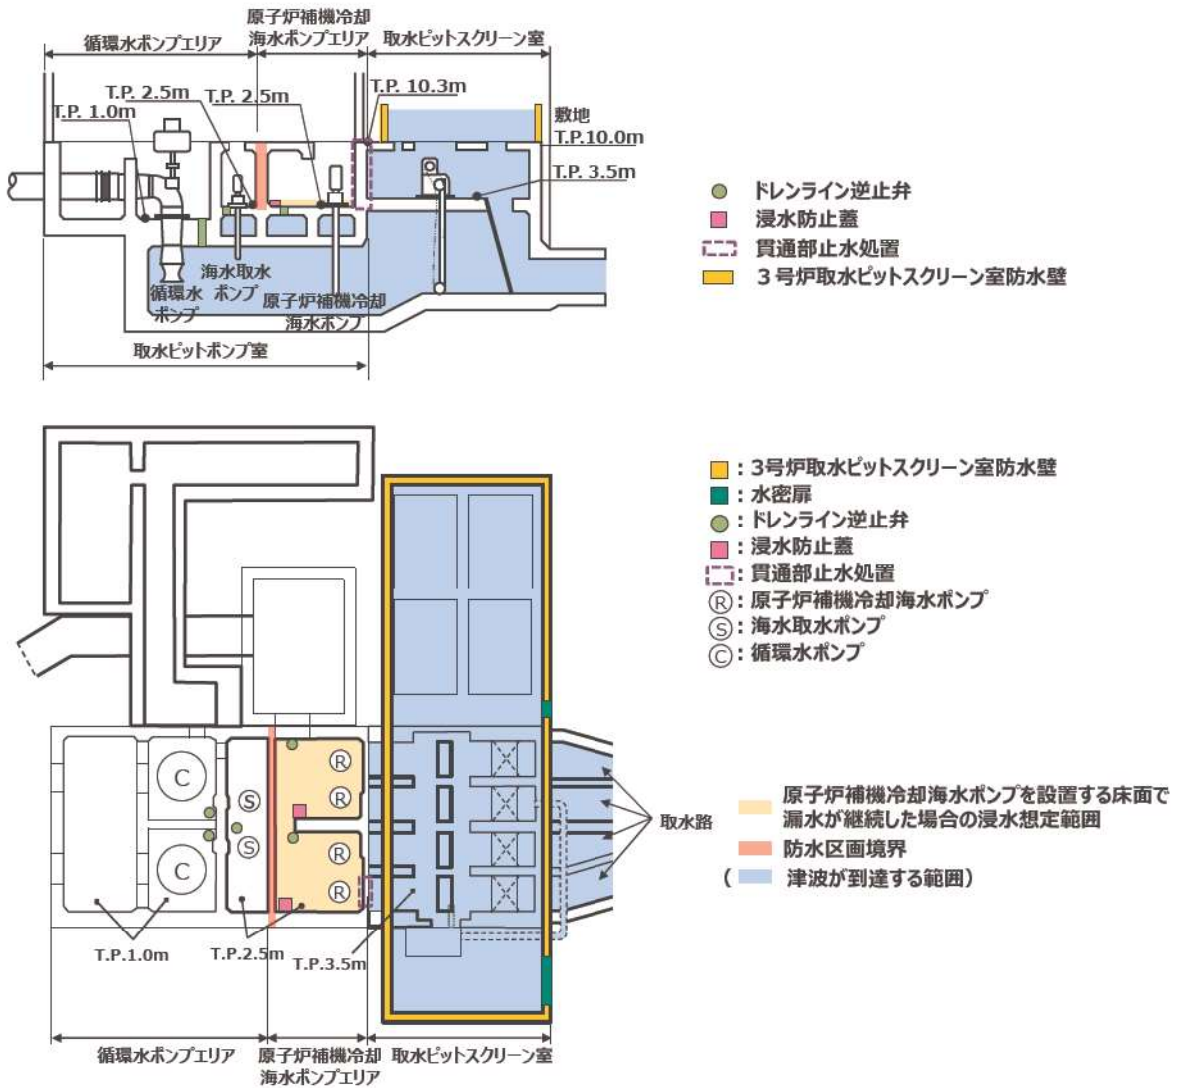 原子炉補機冷却
循環水ポンプエリア
海水ポンプエリア
取水ピットスクリーン室
T.P. 10.3m
T.P. 2.5m
T.P. 2.5m
T.P. 1.0m
敷地
T.P.10.0m
T.P. 3.5m
海水取水
ポンプ
循環水
ポンプ
原子炉補機冷却
海水ポンプ
取水ピットポンプ室
ドレンライン逆止弁
浸水防止蓋
貫通部止水処置
3号炉取水ピットスクリーン室防水壁
:3号炉取水ピットスクリーン室防水壁
:水密扉
:ドレンライン逆止弁
:浸水防止蓋
:貫通部止水処置
Ⓡ:原子炉補機冷却海水ポンプ
Ⓢ:海水取水ポンプ
Ⓒ:循環水ポンプ
C
C
S
S
R
R
R
R
取水路
原子炉補機冷却海水ポンプを設置する床面で
漏水が継続した場合の浸水想定範囲
防水区画境界
( 津波が到達する範囲)
T.P.1.0m
T.P.2.5m
T.P.3.5m
循環水ポンプエリア
原子炉補機冷却
海水ポンプエリア
取水ピットスクリーン室